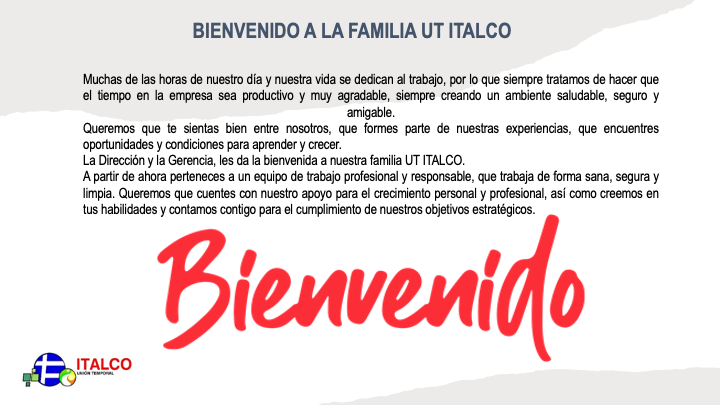 BIENVENIDO A LA FAMILIA UT ITALCO
Muchas de las horas de nuestro día y nuestra vida se dedican al trabajo, por lo que siempre tratamos de hacer que
el tiempo en la empresa sea productivo y muy agradable, siempre creando un ambiente saludable, seguro y
amigable.
Queremos que te sientas bien entre nosotros, que formes parte de nuestras experiencias, que encuentres
oportunidades y condiciones para aprender y crecer.
La Dirección y la Gerencia, les da la bienvenida a nuestra familia UT ITALCO.
A partir de ahora perteneces a un equipo de trabajo profesional y responsable, que trabaja de forma sana, segura y
limpia. Queremos que cuentes con nuestro apoyo para el crecimiento personal y profesional, así como creemos en
tus habilidades y contamos contigo para el cumplimiento de nuestros objetivos estratégicos.
Bienvenido
ITALCO
UNIÓN TEMPORAL